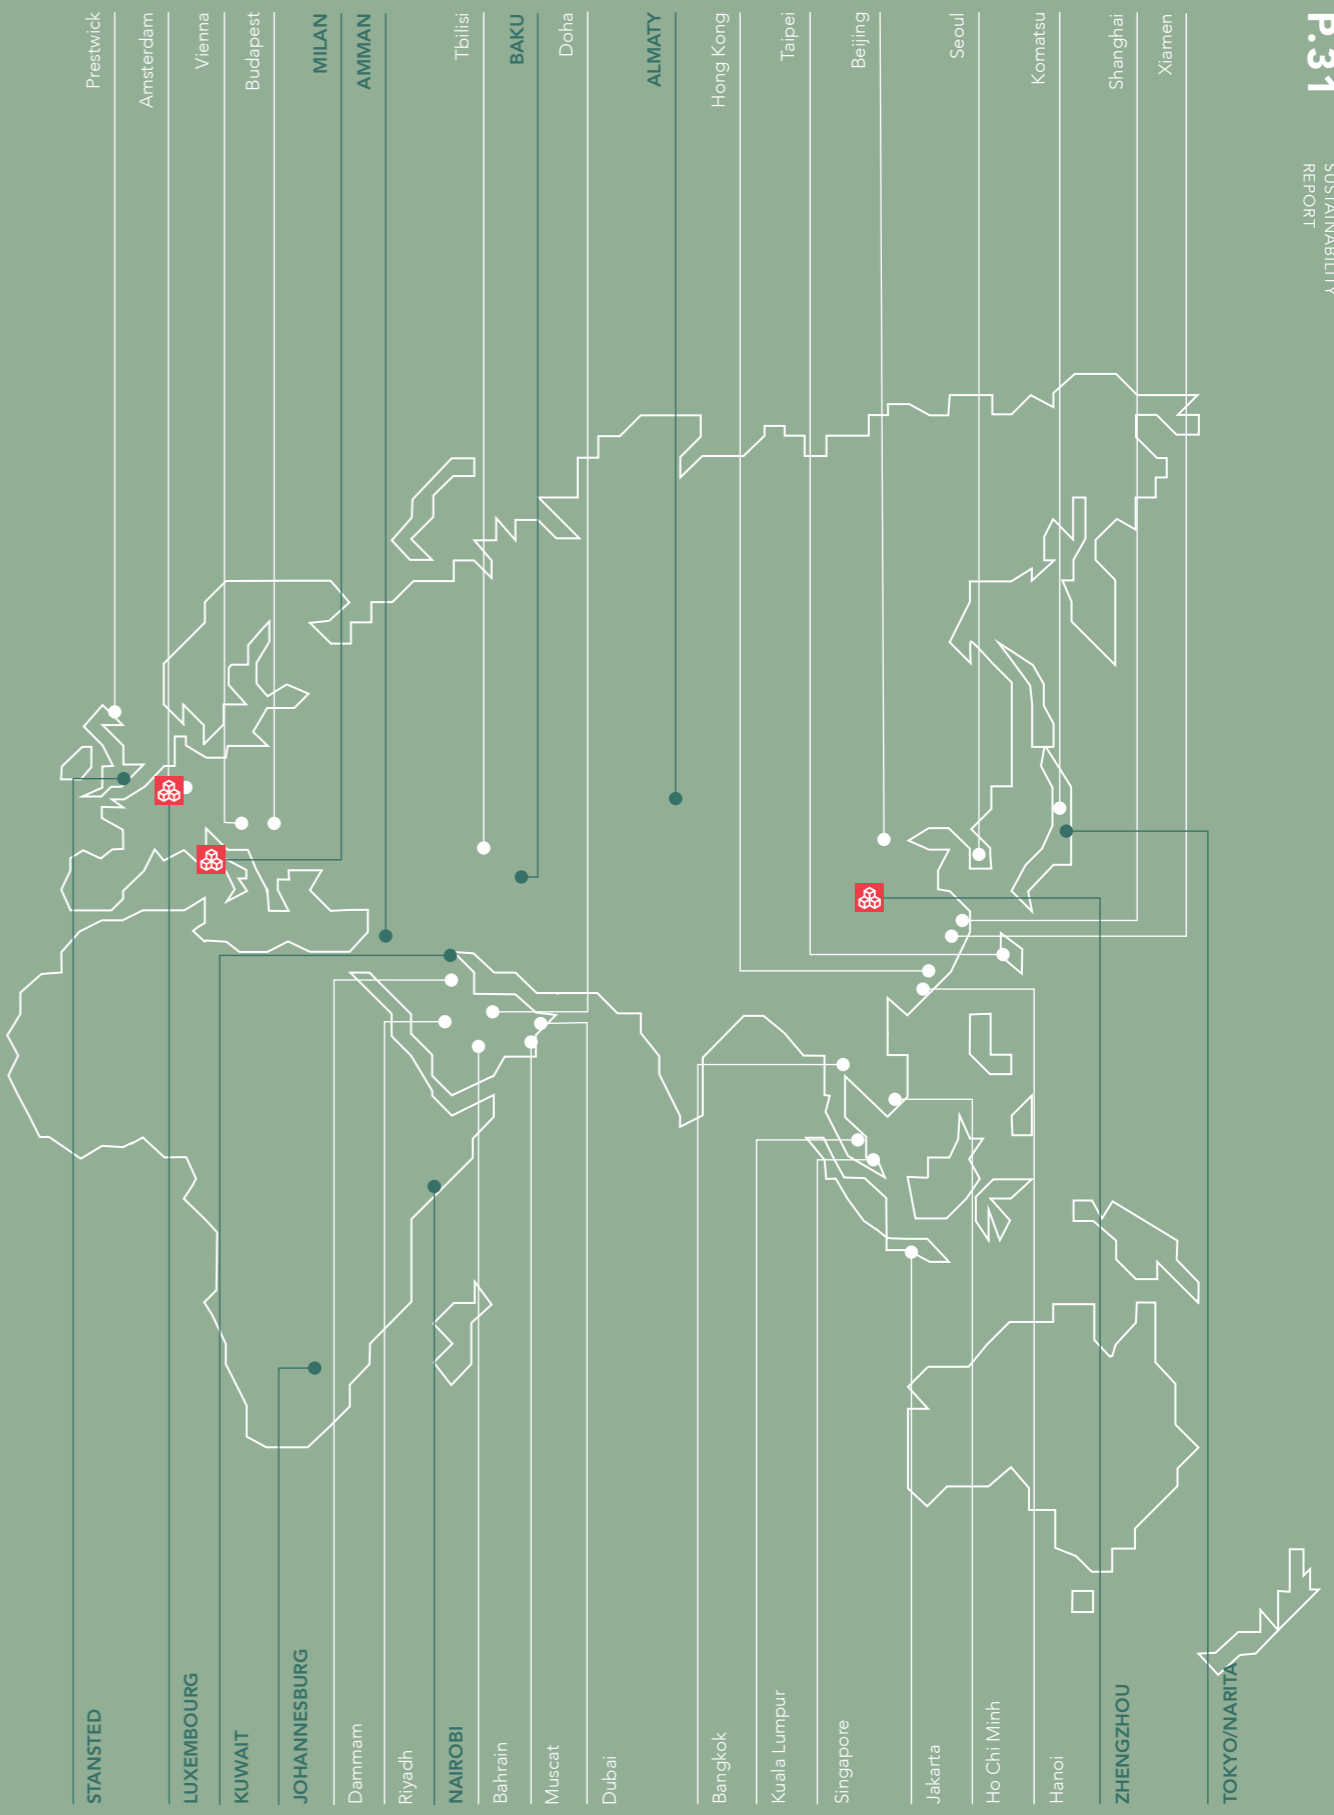 P.31
SUSTAINABILITY
REPORT
Prestwick
Amsterdam
Vienna
Budapest
MILAN
AMMAN
Tbilisi
BAKU
Doha
ALMATY
Hong Kong
Taipei
Beijing
Seoul
Komatsu
Shanghai
Xiamen
STANSTED
LUXEMBOURG
KUWAIT
JOHANNESBURG
Dammam
Riyadh
NAIROBI
Bahrain
Muscat
Dubai
Bangkok
Kuala Lumpur
Singapore
Jakarta
Ho Chi Minh
Hanoi
ZHENGZHOU
TOKYO/NARITA